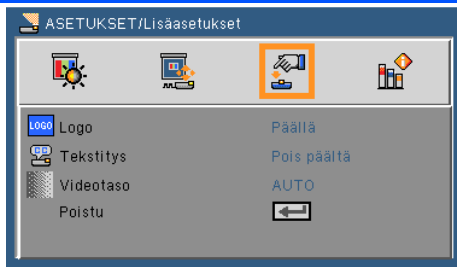 ASETUKSET/Lisäasetukset
LOGO Logo Päällä
Tekstitys Pois päältä
Videotaso AUTO
Poistu